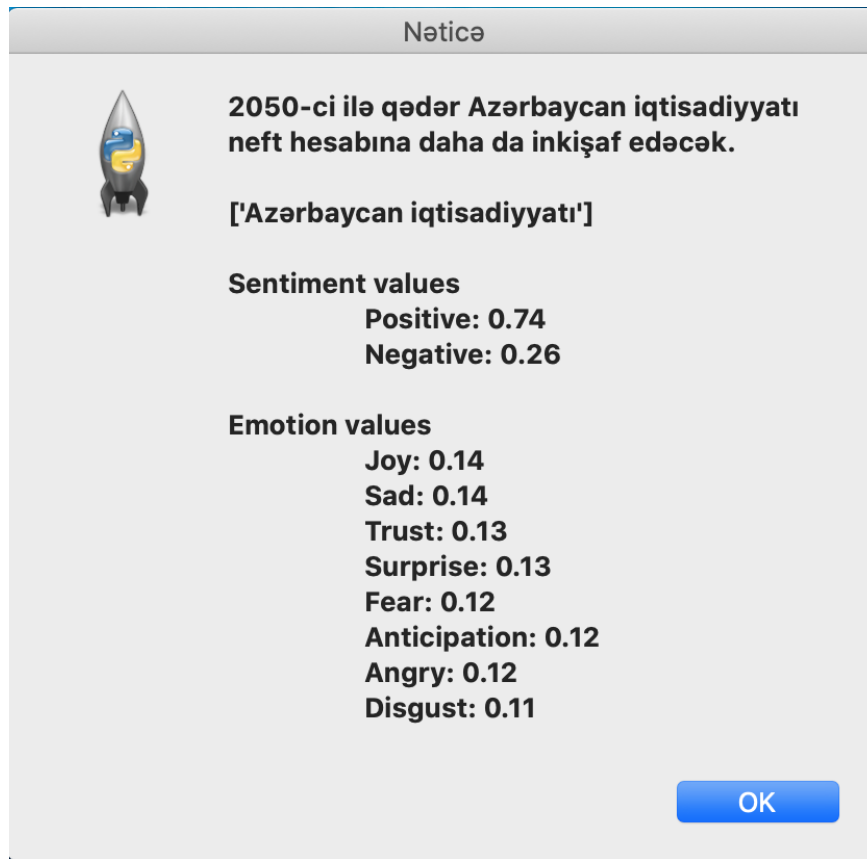 Nəticə
2050-ci ilə qədər Azərbaycan iqtisadiyyatı
neft hesabına daha da inkişaf edəcək.
['Azərbaycan iqtisadiyyatı']
Sentiment values
Positive: 0.74
Negative: 0.26
Emotion values
Joy: 0.14
Sad: 0.14
Trust: 0.13
Surprise: 0.13
Fear: 0.12
Anticipation: 0.12
Angry: 0.12
Disgust: 0.11
OK